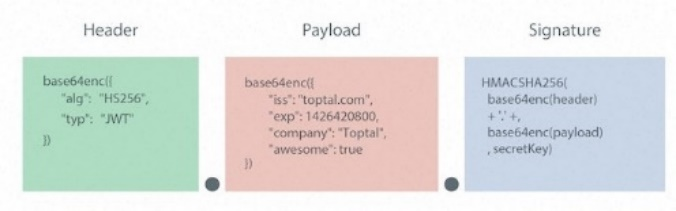 Header
base64enc({
"alg": "HS256",
"typ": "JWT"
})
Payload
base64enc({
"iss": "toptal.com",
"exp": 1426420800,
"company": "Toptal",
"awesome": true
})
Signature
HMACSHA256(
base64enc(header)
+ '.' +,
base64enc(payload)
, secretKey)